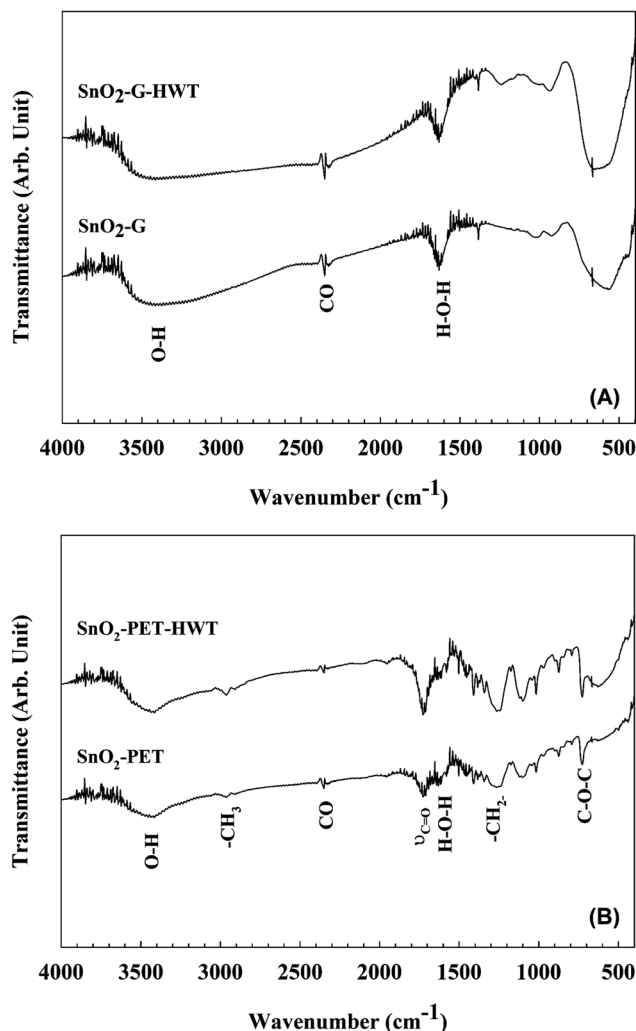 Transmittance (Arb. Unit)
SnO2-G-HWT
SnO2-G
O-H
CO
H-O-H
(A)
4000 3500 3000 2500 2000 1500 1000 500
Wavenumber (cm-1)
Transmittance (Arb. Unit)
SnO2-PET-HWT
SnO2-PET
O-H
-CH3
CO
υC=O
H-O-H
-CH2-
C-O-C
(B)
4000 3500 3000 2500 2000 1500 1000 500
Wavenumber (cm-1)